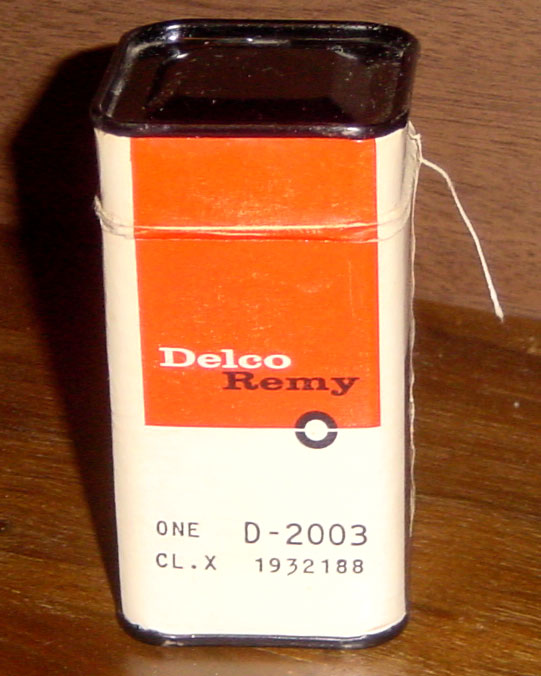 Delco
Remy
ONE D-2003
CL.X 1932188